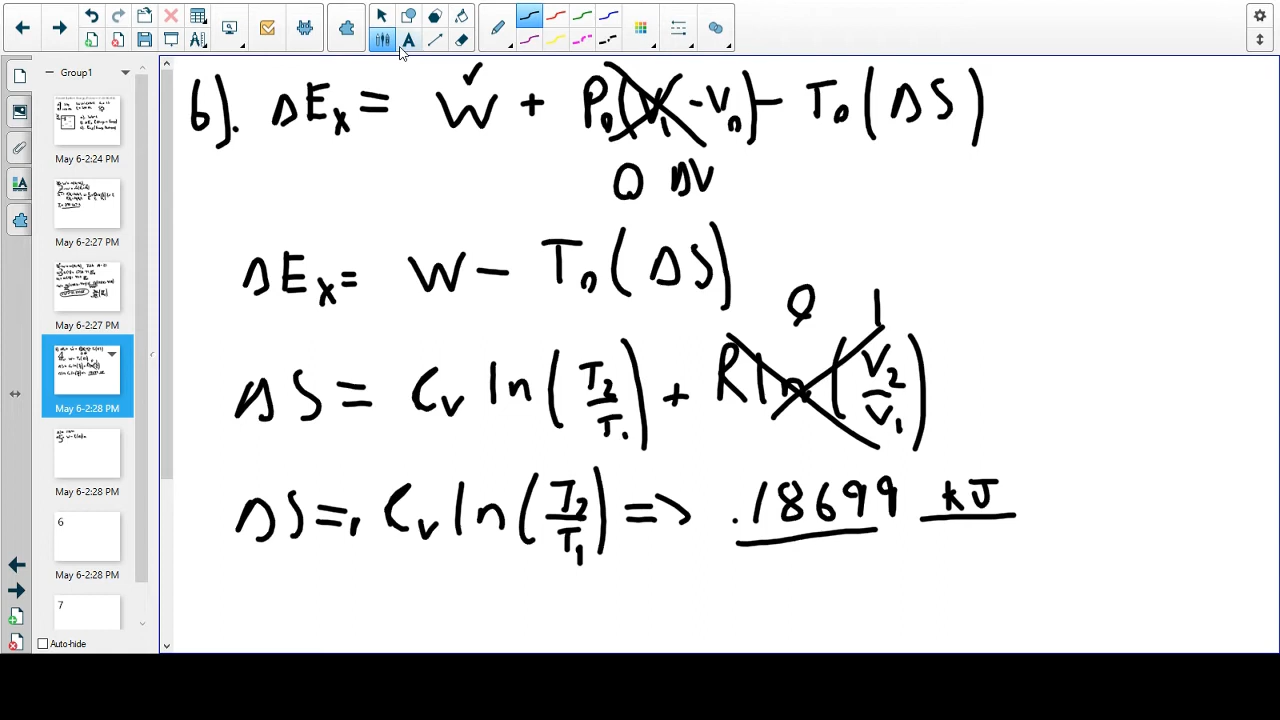 Group1
May 6-2:24 PM
May 6-2:27 PM
May 6-2:27 PM
May 6-2:28 PM
May 6-2:28 PM
6
May 6-2:28 PM
7
Auto-hide
b). ΔEx = W + P₀(V₁ - V₀) - T₀(ΔS)
0 ΔV
ΔEx = W - T₀(ΔS)
0 1
ΔS = Cv ln(T₂/T₁) + R ln(V₂/V₁)
ΔS = Cv ln(T₂/T₁) => .18699 kJ